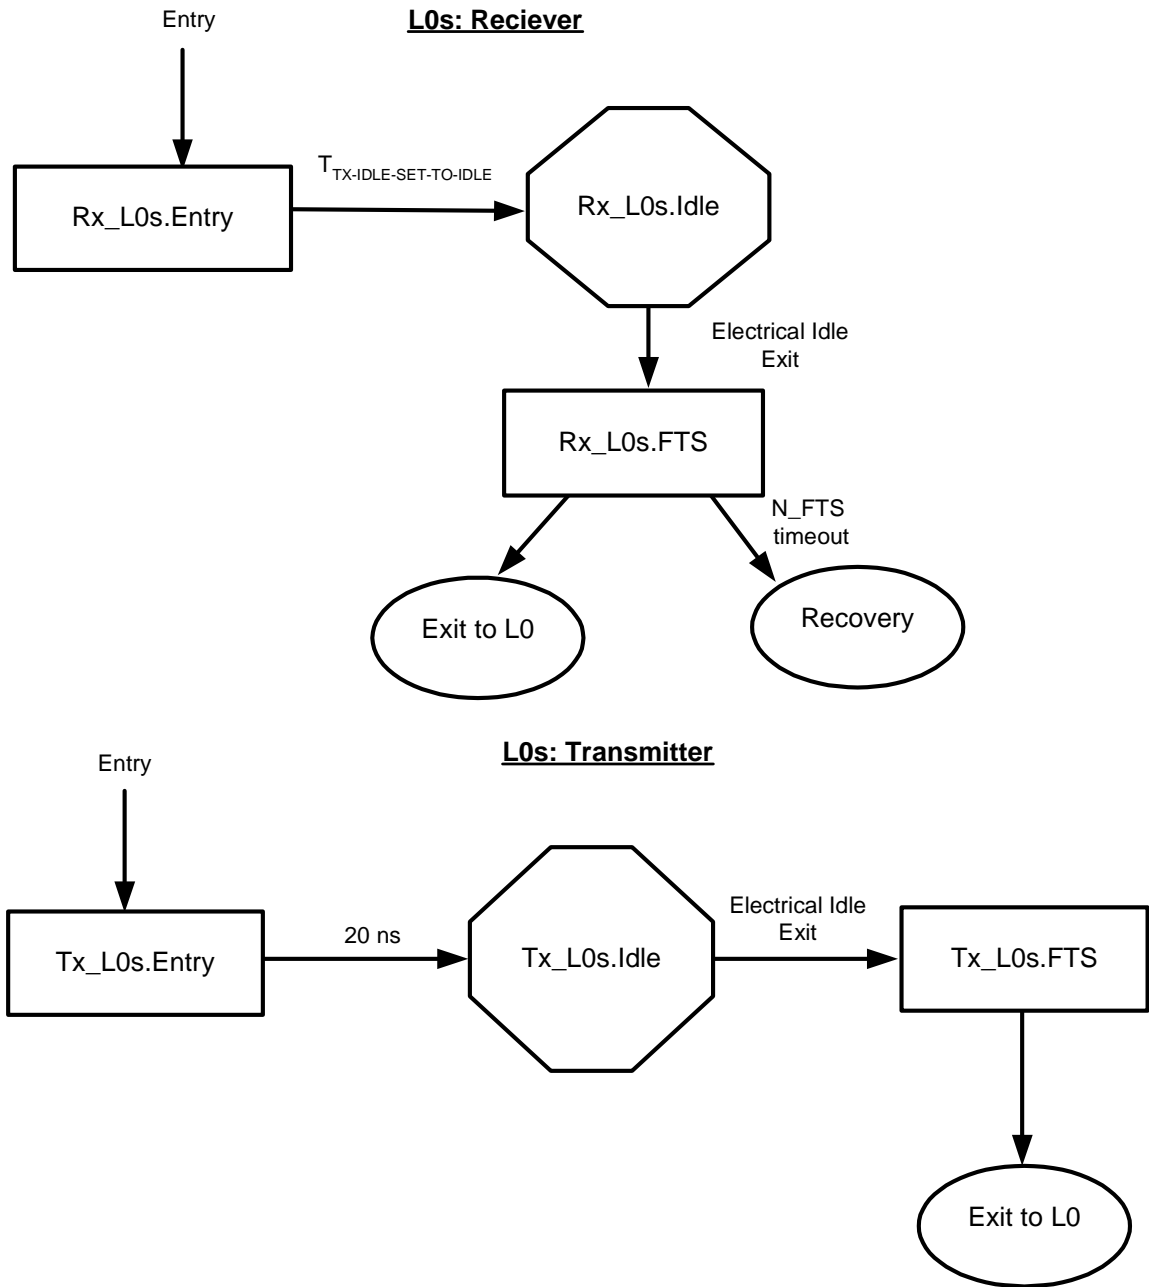 L0s: Reciever
Entry
Rx_L0s.Entry
TTX-IDLE-SET-TO-IDLE
Rx_L0s.Idle
Electrical Idle
Exit
Rx_L0s.FTS
N_FTS
timeout
Exit to L0
Recovery
L0s: Transmitter
Entry
Tx_L0s.Entry
20 ns
Tx_L0s.Idle
Electrical Idle
Exit
Tx_L0s.FTS
Exit to L0